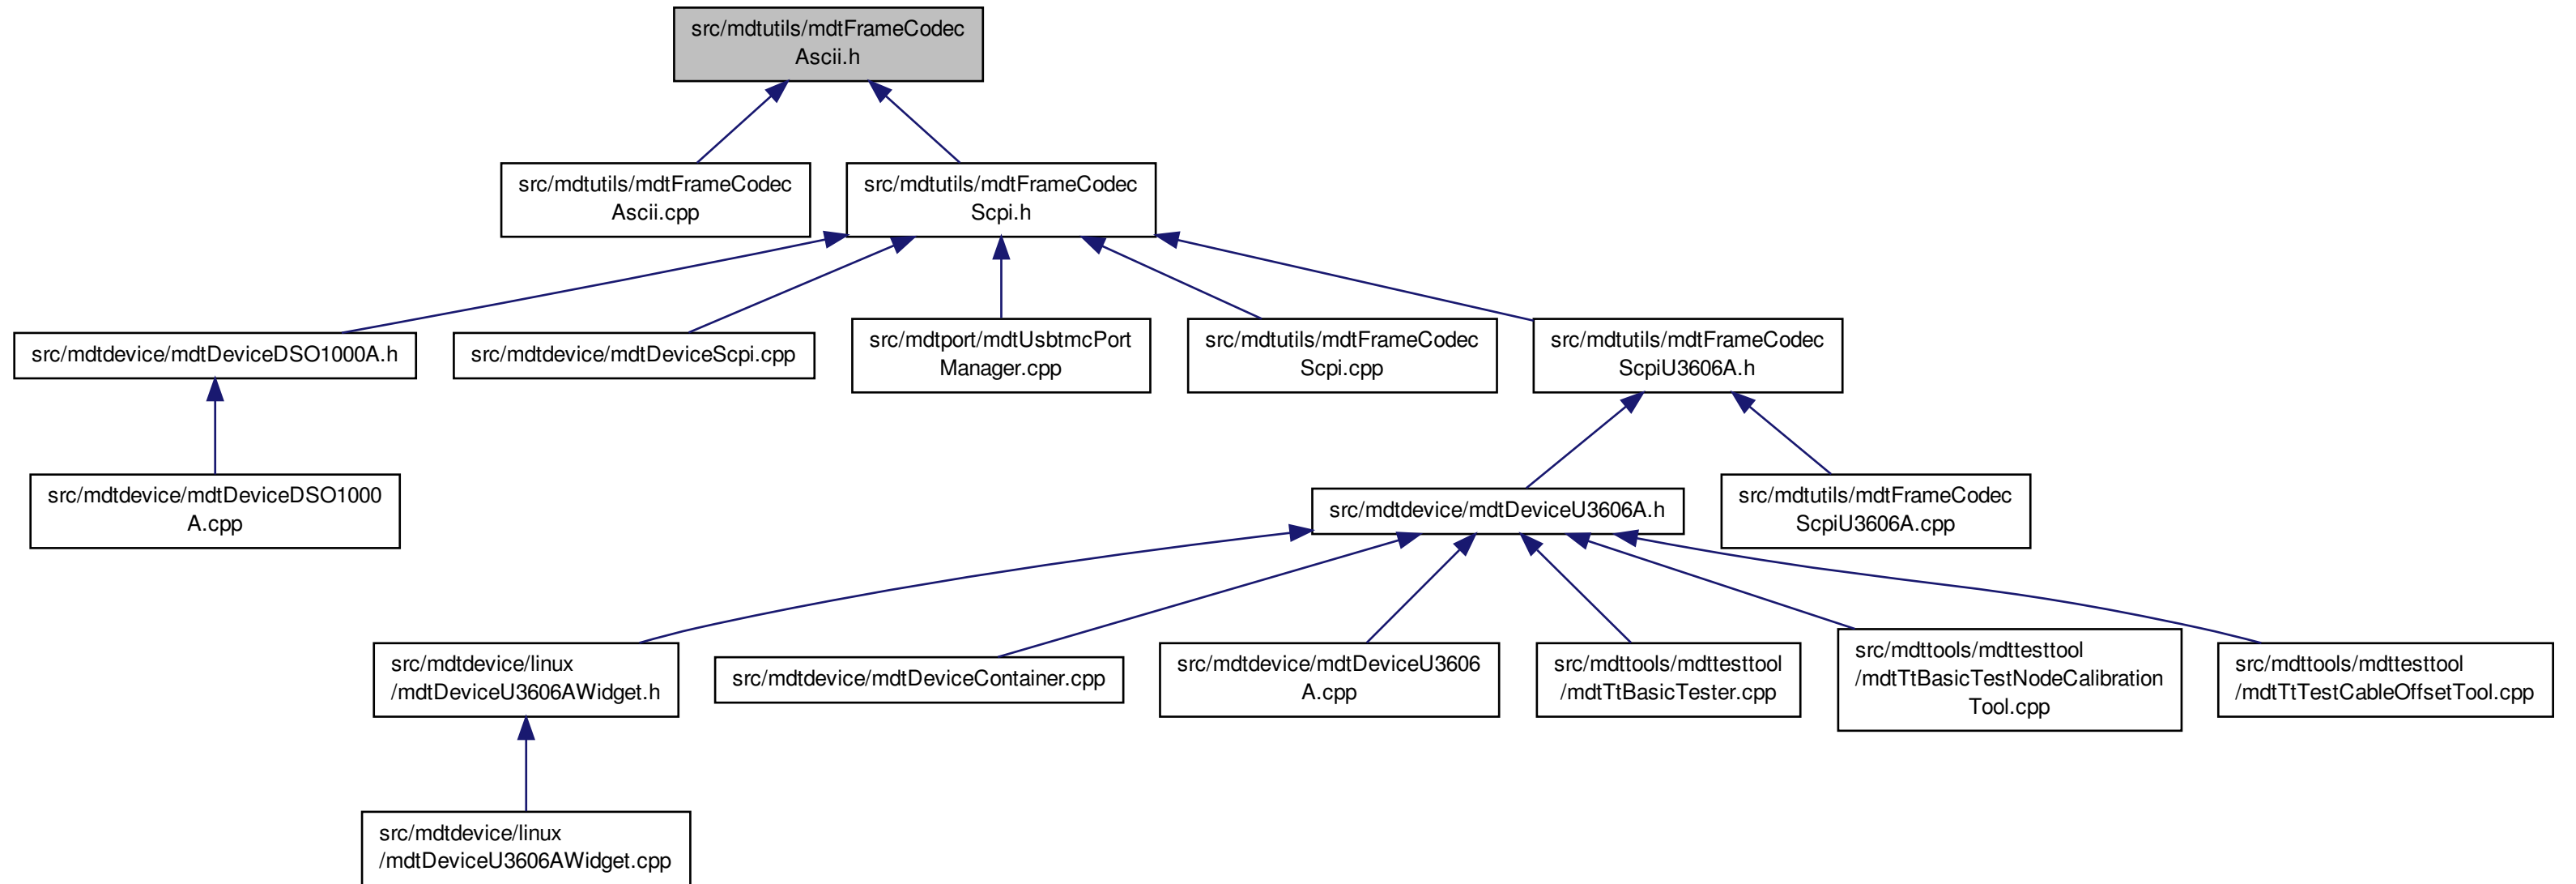 src/mdtutils/mdtFrameCodec
Ascii.h
src/mdtutils/mdtFrameCodec
Ascii.cpp
src/mdtutils/mdtFrameCodec
Scpi.h
src/mdtdevice/mdtDeviceDSO1000A.h
src/mdtdevice/mdtDeviceScpi.cpp
src/mdtport/mdtUsbtmcPort
Manager.cpp
src/mdtutils/mdtFrameCodec
Scpi.cpp
src/mdtutils/mdtFrameCodec
ScpiU3606A.h
src/mdtdevice/mdtDeviceDSO1000
A.cpp
src/mdtdevice/mdtDeviceU3606A.h
src/mdtutils/mdtFrameCodec
ScpiU3606A.cpp
src/mdtdevice/linux
/mdtDeviceU3606AWidget.h
src/mdtdevice/mdtDeviceContainer.cpp
src/mdtdevice/mdtDeviceU3606
A.cpp
src/mdttools/mdttesttool
/mdtTtBasicTester.cpp
src/mdttools/mdttesttool
/mdtTtBasicTestNodeCalibration
Tool.cpp
src/mdttools/mdttesttool
/mdtTtTestCableOffsetTool.cpp
src/mdtdevice/linux
/mdtDeviceU3606AWidget.cpp